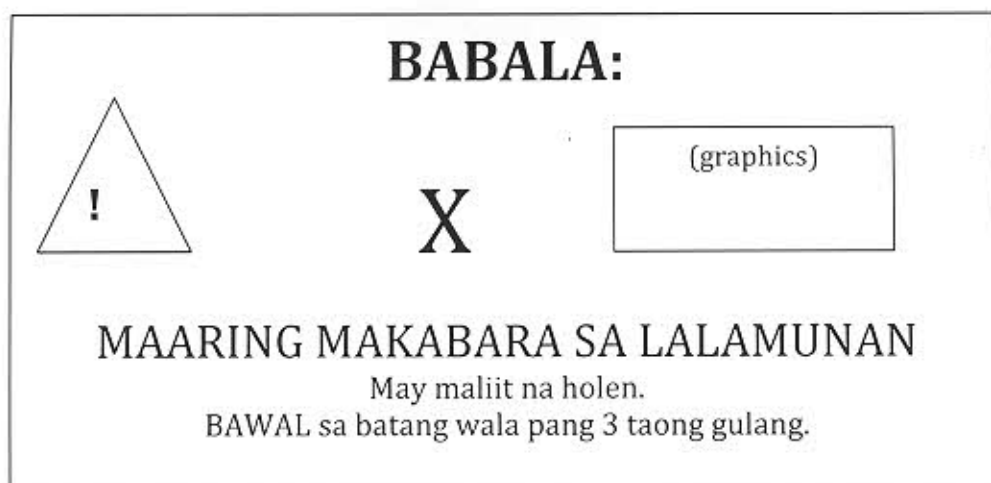 BABALA:
!
X
(graphics)
MAARING MAKABARA SA LALAMUNAN
May maliit na holen.
BAWAL sa batang wala pang 3 taong gulang.